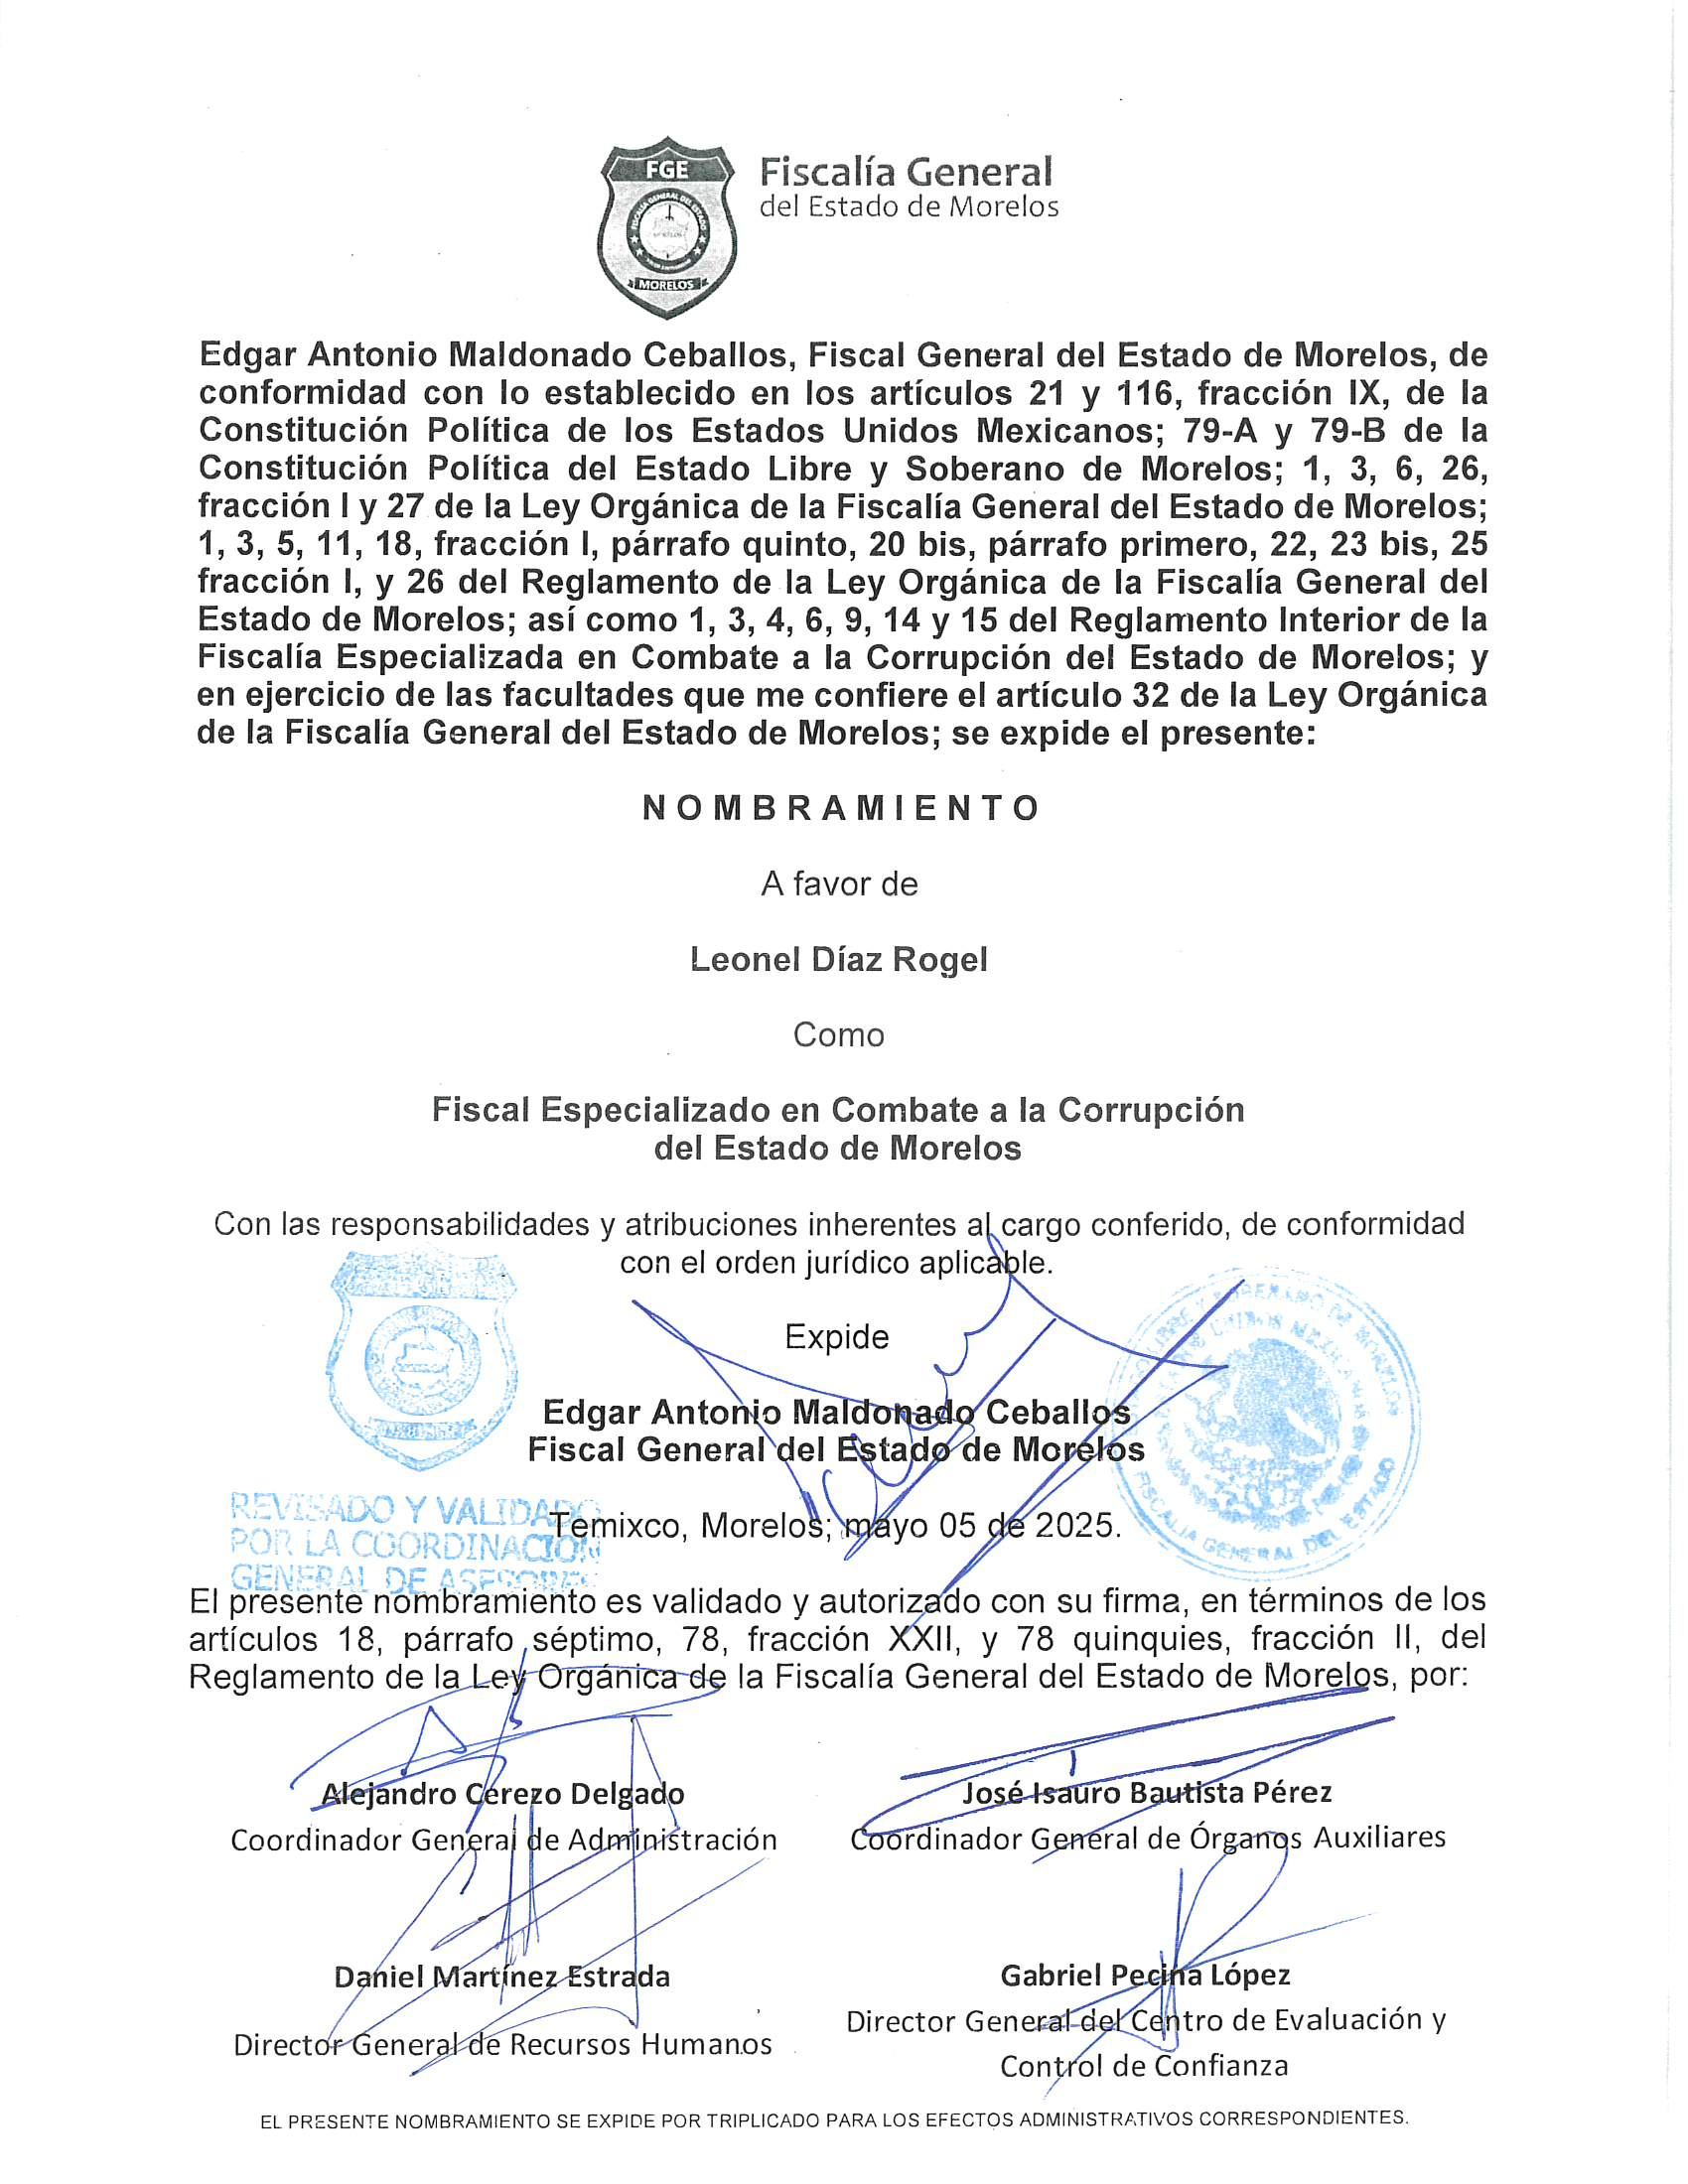 FGE
MORELOS
Fiscalía General
del Estado de Morelos
Edgar Antonio Maldonado Ceballos, Fiscal General del Estado de Morelos, de
conformidad con lo establecido en los artículos 21 y 116, fracción IX, de la
Constitución Política de los Estados Unidos Mexicanos; 79-A y 79-B de la
Constitución Política del Estado Libre y Soberano de Morelos; 1, 3, 6, 26,
fracción I y 27 de la Ley Orgánica de la Fiscalía General del Estado de Morelos;
1, 3, 5, 11, 18, fracción I, párrafo quinto, 20 bis, párrafo primero, 22, 23 bis, 25
fracción I, y 26 del Reglamento de la Ley Orgánica de la Fiscalía General del
Estado de Morelos; así como 1, 3, 4, 6, 9, 14 y 15 del Reglamento Interior de la
Fiscalía Especializada en Combate a la Corrupción del Estado de Morelos; y
en ejercicio de las facultades que me confiere el artículo 32 de la Ley Orgánica
de la Fiscalía General del Estado de Morelos; se expide el presente:
NOMBRAMIENTO
A favor de
Leonel Díaz Rogel
Como
Fiscal Especializado en Combate a la Corrupción
del Estado de Morelos
Con las responsabilidades y atribuciones inherentes al cargo conferido, de conformidad
con el orden jurídico aplicable.
Expide
Edgar Antonio Maldonado Ceballos
Fiscal General del Estado de Morelos
REVISADO Y VALIDADO
POR LA COORDINACIÓN
GENERAL DE ASESORES
FISCALIA GENERAL DEL ESTADO
Temixco, Morelos; mayo 05 de 2025.
El presente nombramiento es validado y autorizado con su firma, en términos de los
artículos 18, párrafo séptimo, 78, fracción XXII, y 78 quinquies, fracción II, del
Reglamento de la Ley Orgánica de la Fiscalía General del Estado de Morelos, por:
Alejandro Cerezo Delgado
Coordinador General de Administración
José Isauro Bautista Pérez
Coordinador General de Órganos Auxiliares
Daniel Martínez Estrada
Director General de Recursos Humanos
Gabriel Pecina López
Director General del Centro de Evaluación y
Control de Confianza
EL PRESENTE NOMBRAMIENTO SE EXPIDE POR TRIPLICADO PARA LOS EFECTOS ADMINISTRATIVOS CORRESPONDIENTES.